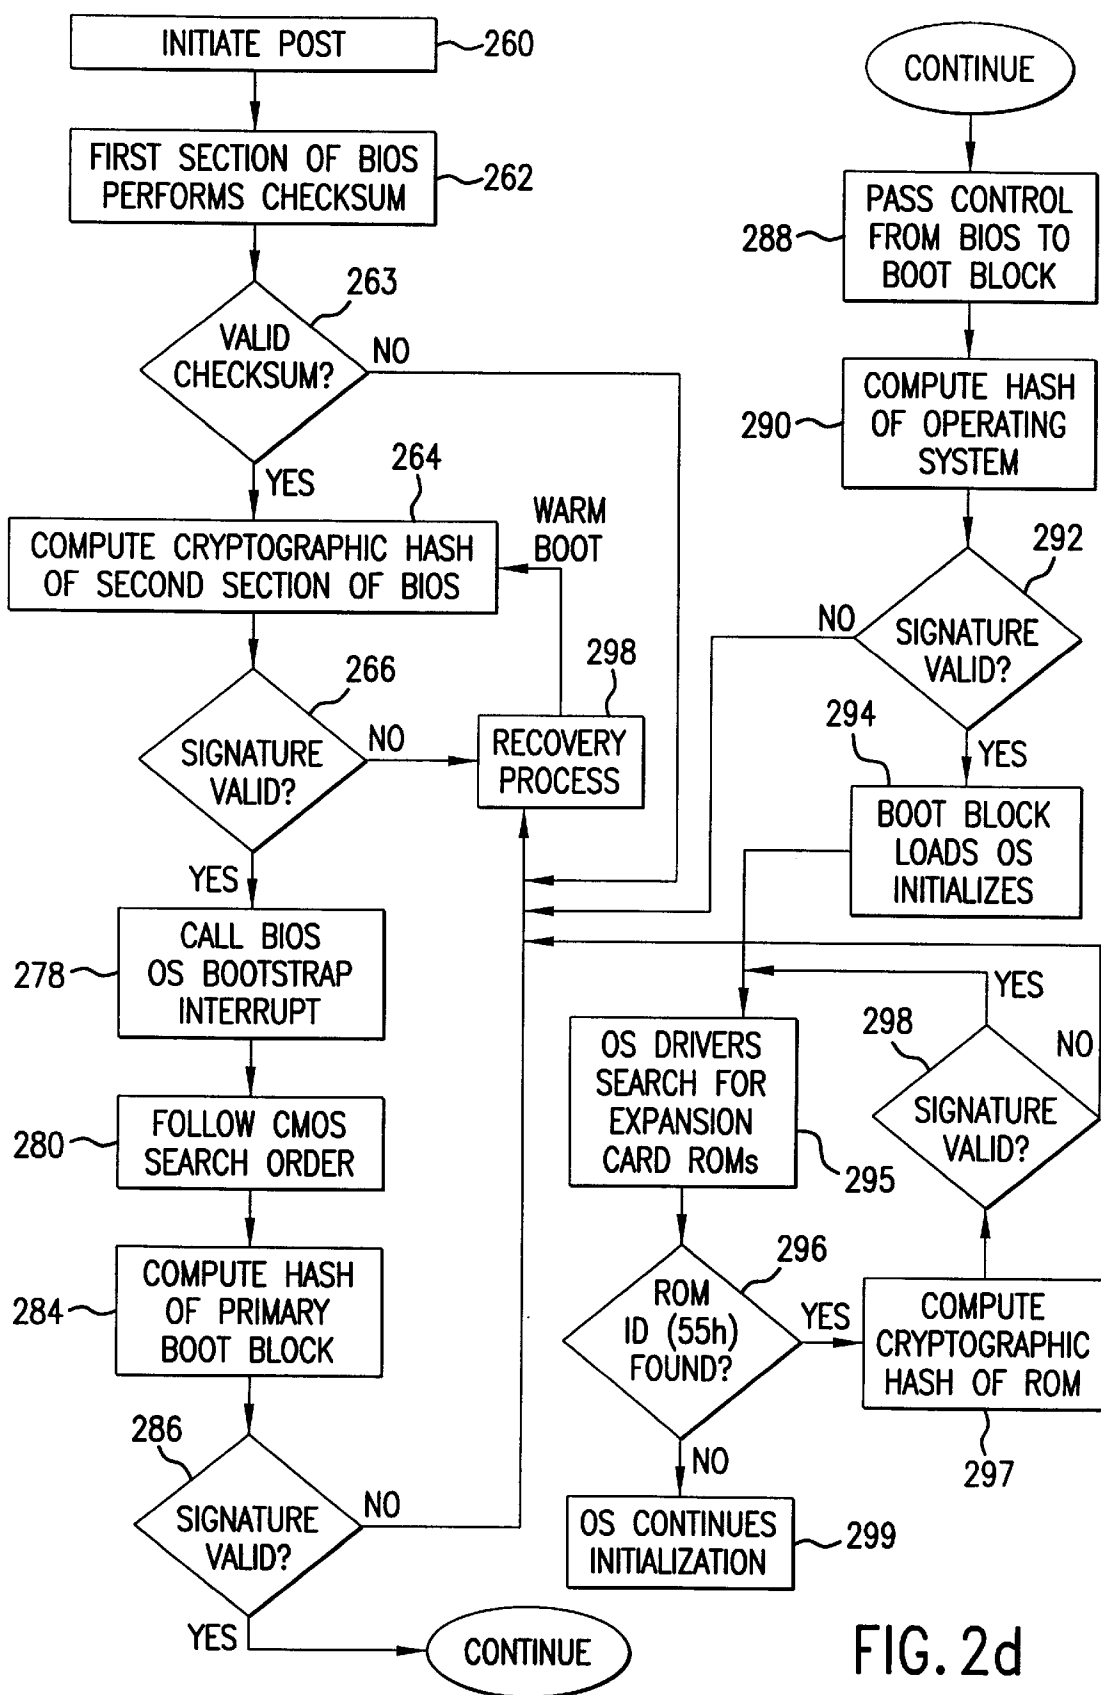 INITIATE POST
260
FIRST SECTION OF BIOS
PERFORMS CHECKSUM
262
263
VALID
CHECKSUM?
NO
YES
264
COMPUTE CRYPTOGRAPHIC HASH
OF SECOND SECTION OF BIOS
WARM
BOOT
266
SIGNATURE
VALID?
NO
298
RECOVERY
PROCESS
YES
CALL BIOS
OS BOOTSTRAP
INTERRUPT
278
FOLLOW CMOS
SEARCH ORDER
280
COMPUTE HASH
OF PRIMARY
BOOT BLOCK
284
286
SIGNATURE
VALID?
NO
YES
CONTINUE
CONTINUE
PASS CONTROL
FROM BIOS TO
BOOT BLOCK
288
COMPUTE HASH
OF OPERATING
SYSTEM
290
292
SIGNATURE
VALID?
NO
YES
294
BOOT BLOCK
LOADS OS
INITIALIZES
OS DRIVERS
SEARCH FOR
EXPANSION
CARD ROMs
295
296
ROM
ID (55h)
FOUND?
YES
NO
COMPUTE
CRYPTOGRAPHIC
HASH OF ROM
297
298
SIGNATURE
VALID?
YES
NO
OS CONTINUES
INITIALIZATION
299
FIG. 2d